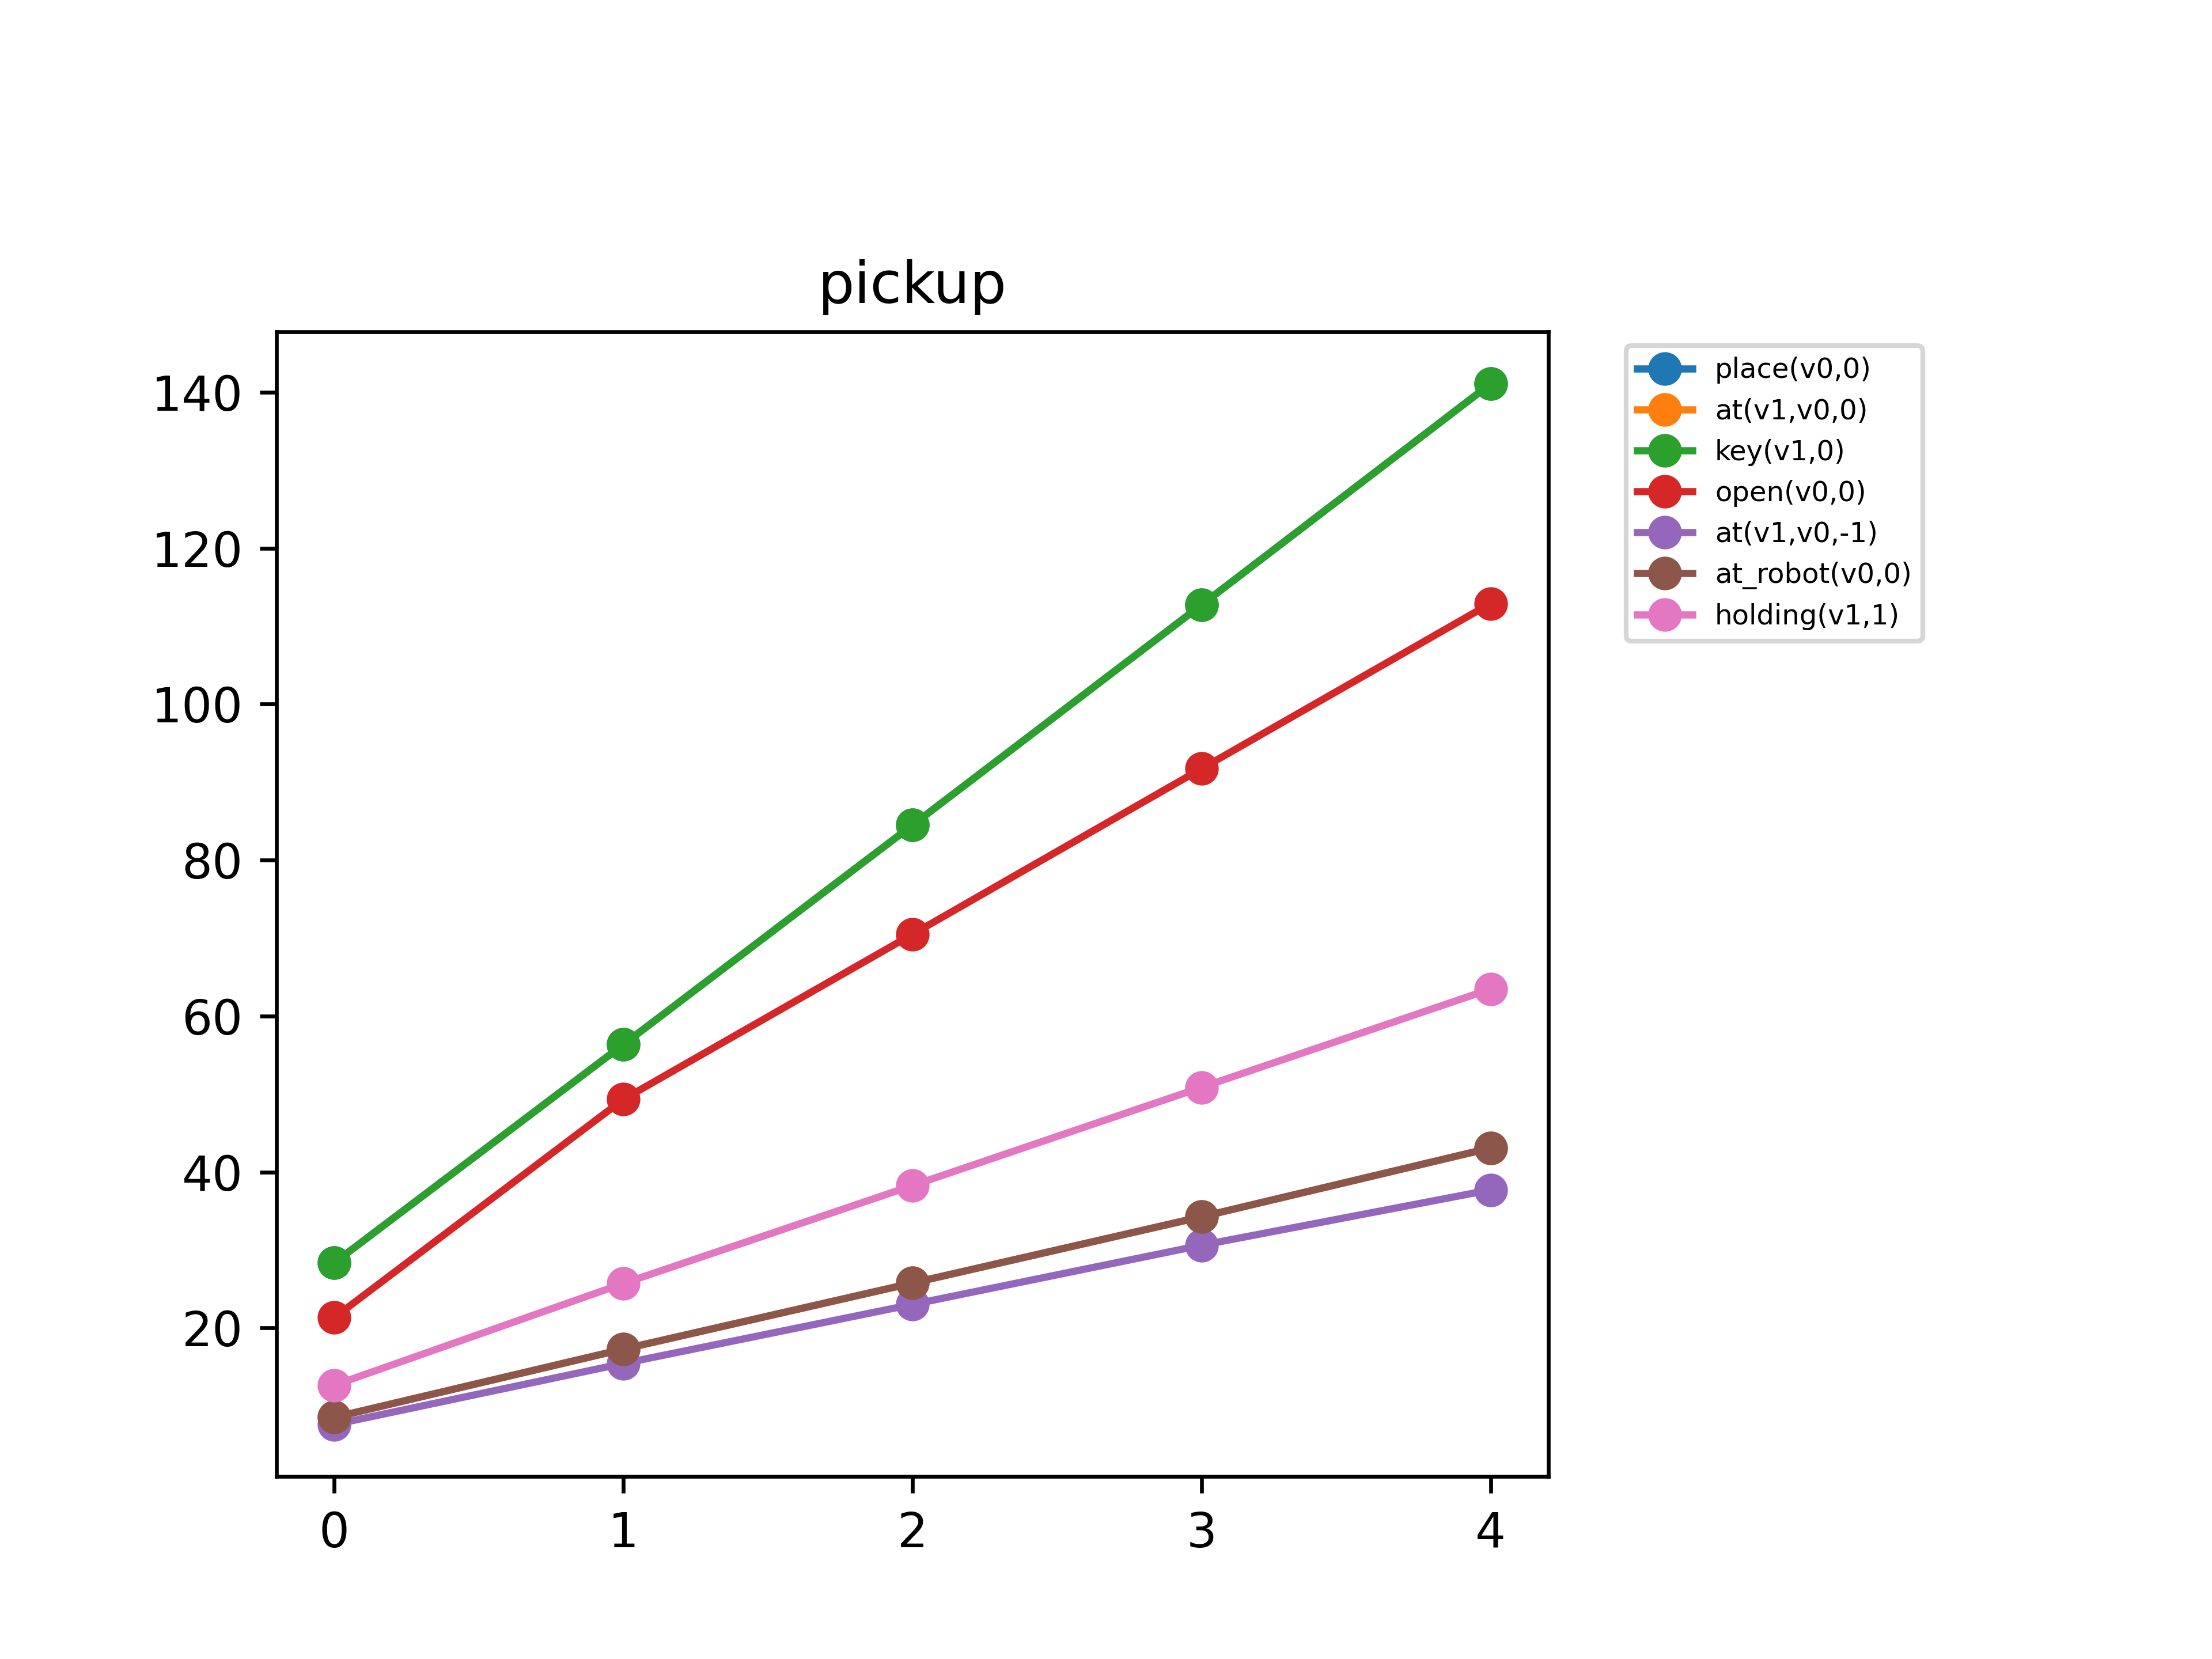 pickup
140
120
100
80
60
40
20
0 1 2 3 4
place(v0,0)
at(v1,v0,0)
key(v1,0)
open(v0,0)
at(v1,v0,-1)
at_robot(v0,0)
holding(v1,1)